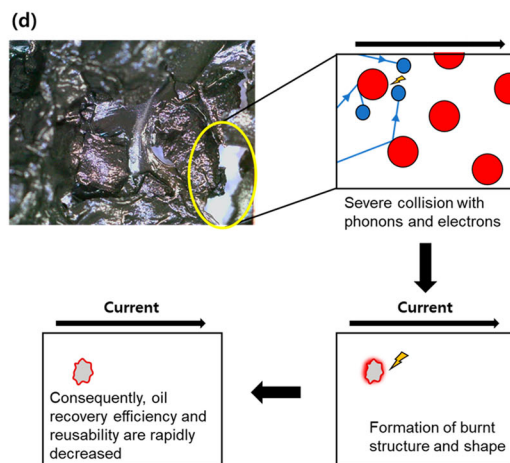 (d)
Severe collision with
phonons and electrons
Current
Current
Consequently, oil
recovery efficiency and
reusability are rapidly
decreased
Formation of burnt
structure and shape